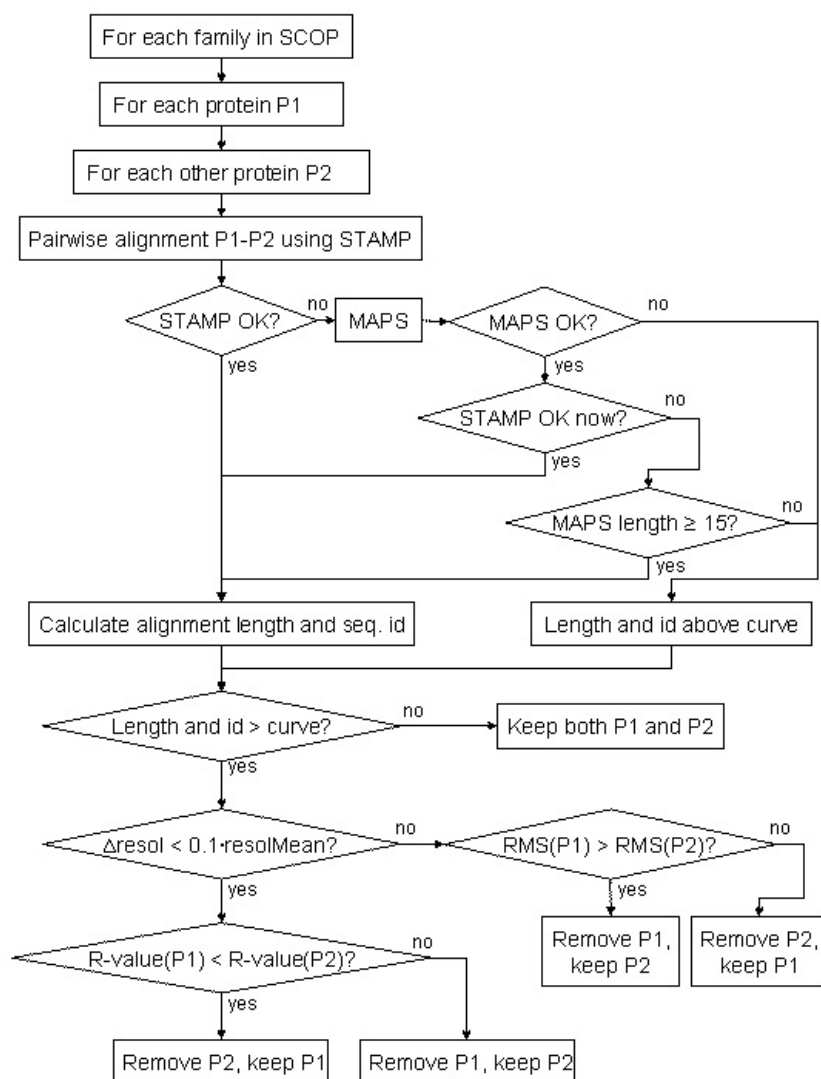 For each family in SCOP
For each protein P1
For each other protein P2
Pairwise alignment P1-P2 using STAMP
STAMP OK?
no
MAPS
MAPS OK?
no
yes
yes
STAMP OK now?
no
yes
MAPS length ≥ 15?
no
yes
Calculate alignment length and seq. id
Length and id above curve
Length and id > curve?
no
Keep both P1 and P2
yes
Δresol < 0.1·resolMean?
no
RMS(P1) > RMS(P2)?
no
yes
yes
R-value(P1) < R-value(P2)?
no
Remove P1,
keep P2
Remove P2,
keep P1
yes
Remove P2, keep P1
Remove P1, keep P2